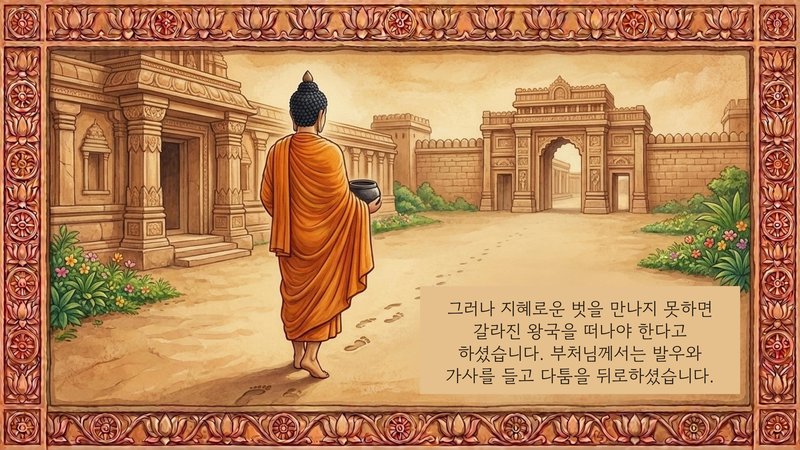 그러나 지혜로운 벗을 만나지 못하면
갈라진 왕국을 떠나야 한다고
하셨습니다. 부처님께서는 발우와
가사를 들고 다툼을 뒤로하셨습니다.